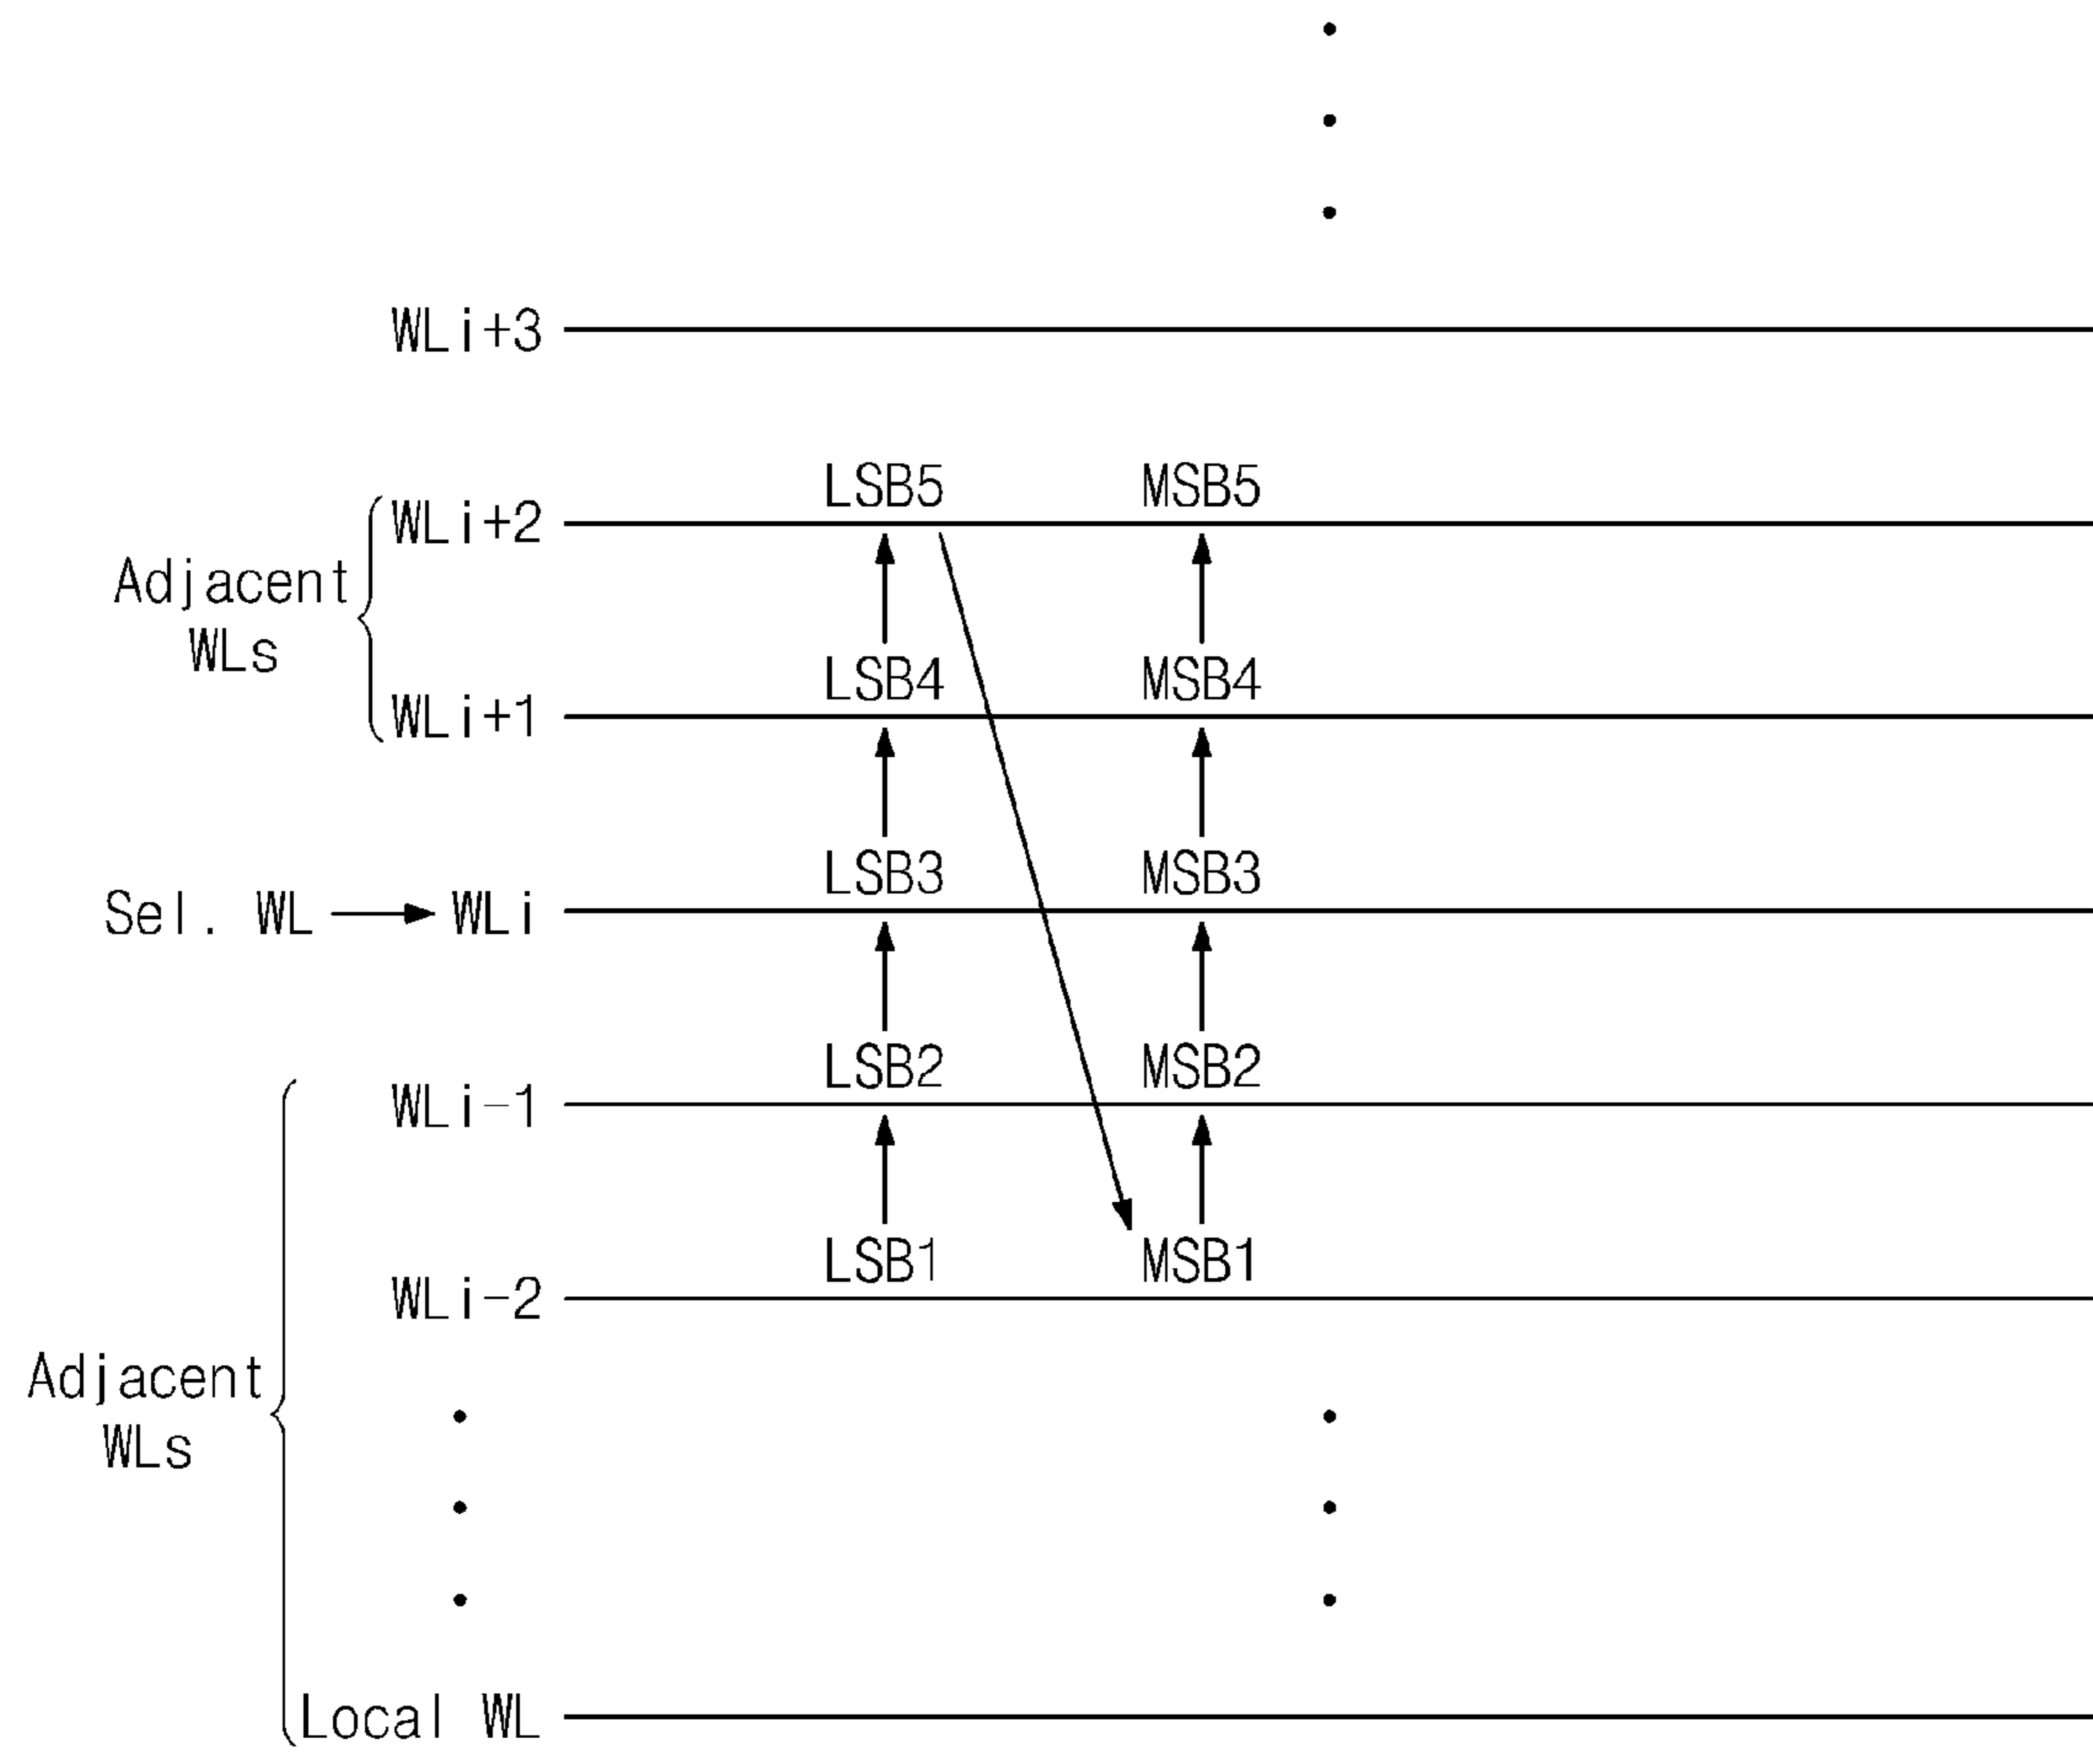 WLi+3
LSB5 MSB5
WLi+2
Adjacent
WLs
LSB4 MSB4
WLi+1
LSB3 MSB3
Sel. WL WLi
LSB2 MSB2
WLi-1
LSB1 MSB1
WLi-2
Adjacent
WLs
Local WL